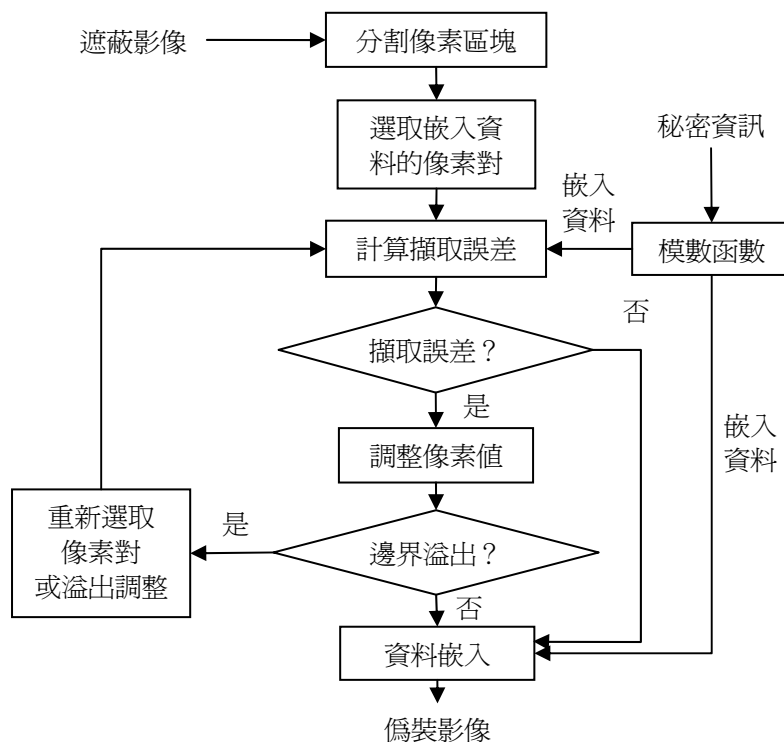 遮蔽影像
分割像素區塊
選取嵌入資
料的像素對
秘密資訊
嵌入
資料
計算擷取誤差
模數函數
否
擷取誤差？
是
嵌入
資料
調整像素值
重新選取
像素對
或溢出調整
是
邊界溢出？
否
資料嵌入
偽裝影像